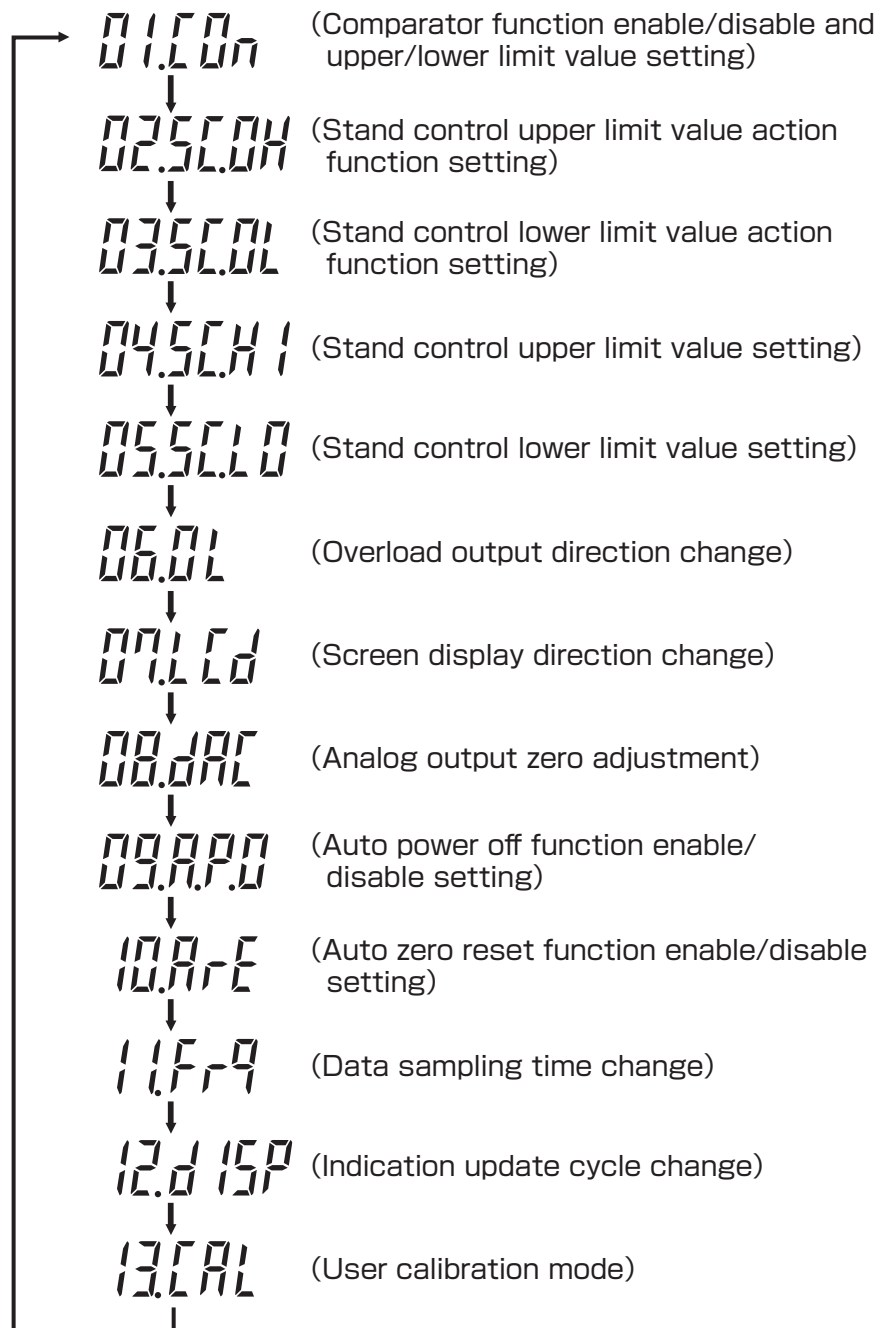 01.COn (Comparator function enable/disable and
upper/lower limit value setting)
02.SC.OH (Stand control upper limit value action
function setting)
03.SC.OL (Stand control lower limit value action
function setting)
04.SC.HI (Stand control upper limit value setting)
05.SC.LO (Stand control lower limit value setting)
06.OL (Overload output direction change)
07.LCd (Screen display direction change)
08.dAC (Analog output zero adjustment)
09.A.P.O (Auto power off function enable/
disable setting)
10.ArE (Auto zero reset function enable/disable
setting)
11.Frq (Data sampling time change)
12.dISP (Indication update cycle change)
13.CAL (User calibration mode)